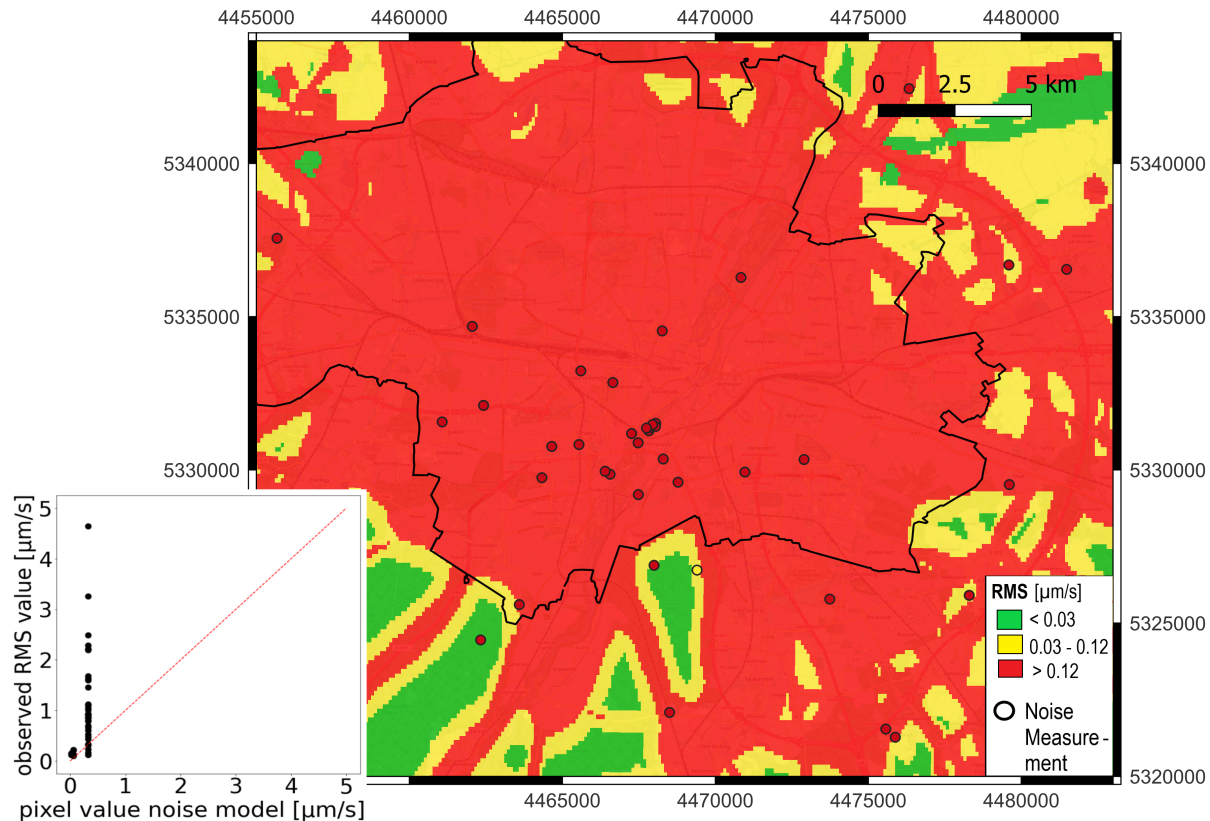 4455000 4460000 4465000 4470000 4475000 4480000
0 2.5 5 km
5340000 5340000
5335000 5335000
5330000 5330000
5325000
5320000
4465000 4470000 4475000 4480000
RMS [µm/s]
< 0.03
0.03 - 0.12
> 0.12
Noise
Measure -
ment
observed RMS value [µm/s]
5
4
3
2
1
0
0 1 2 3 4 5
pixel value noise model [µm/s]